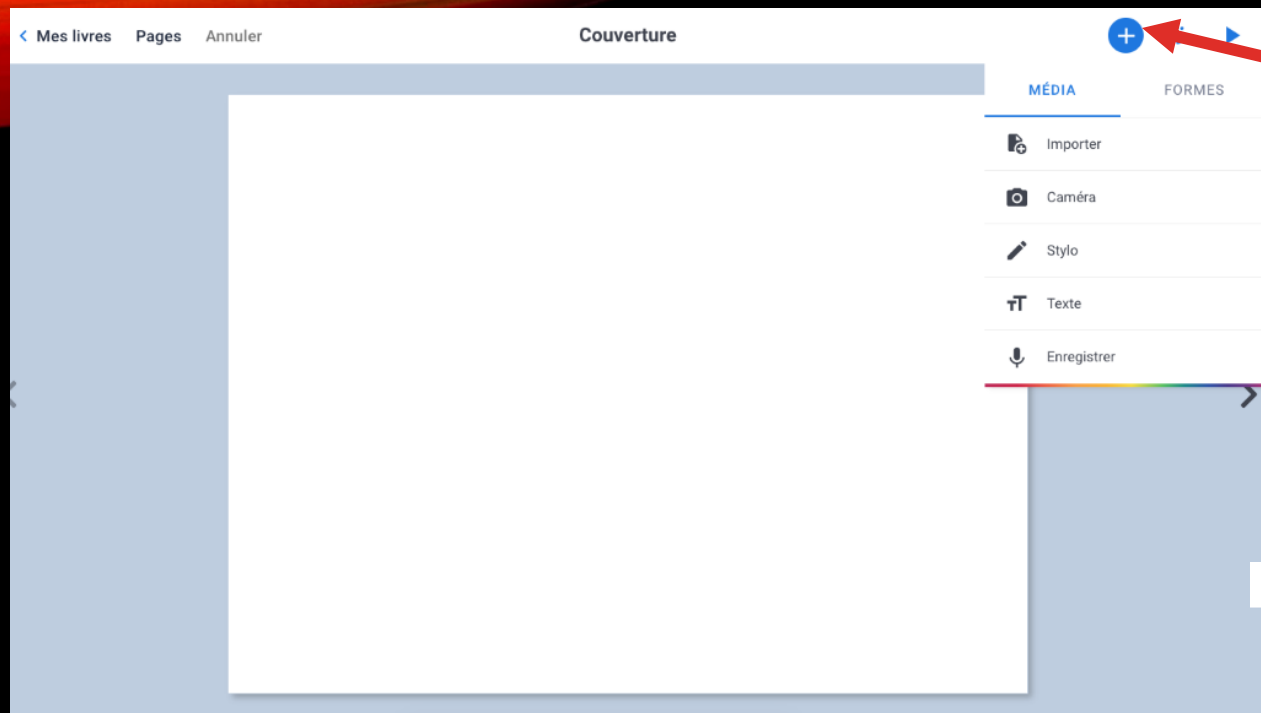 Mes livres Pages Annuler Couverture
MÉDIA FORMES
Importer
Caméra
Stylo
Texte
Enregistrer